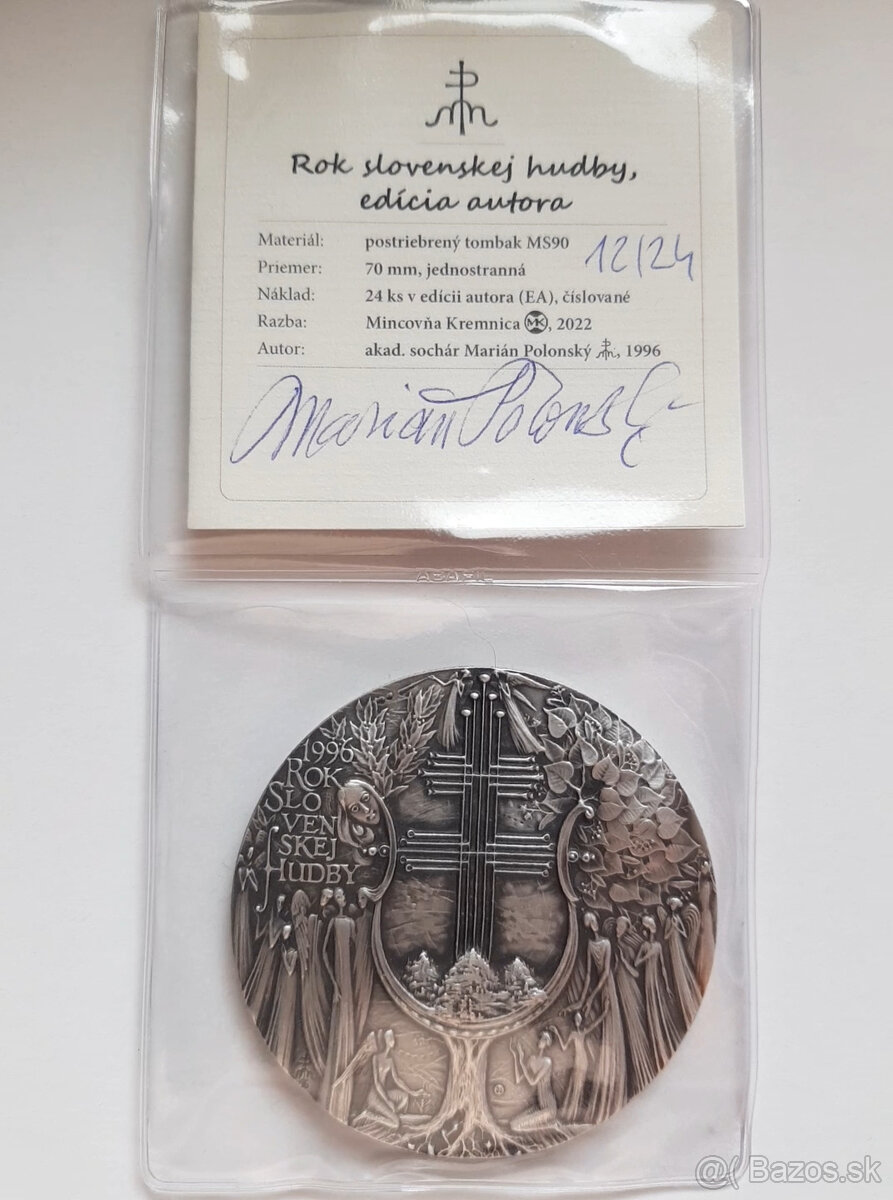 Rok slovenskej hudby,
edícia autora
Materiál: postriebrený tombak MS90
12/24
Priemer: 70 mm, jednostranná
Náklad: 24 ks v edícii autora (EA), číslované
Razba: Mincovňa Kremnica MK, 2022
Autor: akad. sochár Marián Polonský, 1996
Marián Polonský
1996
ROK
SLO
VEN
SKEJ
HUDBY
Bazos.sk